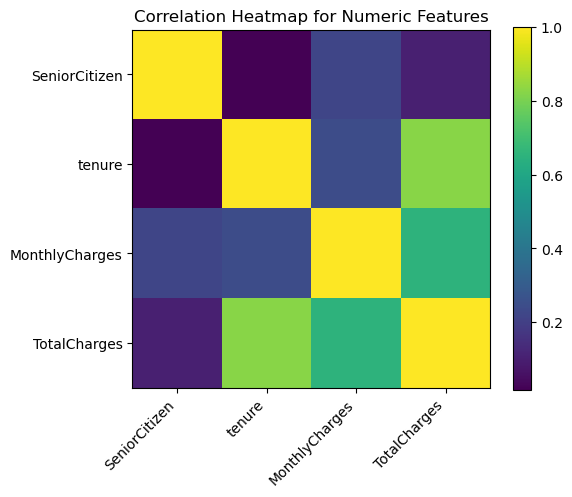 Correlation Heatmap for Numeric Features
SeniorCitizen
tenure
MonthlyCharges
TotalCharges
SeniorCitizen
tenure
MonthlyCharges
TotalCharges
1.0
0.8
0.6
0.4
0.2